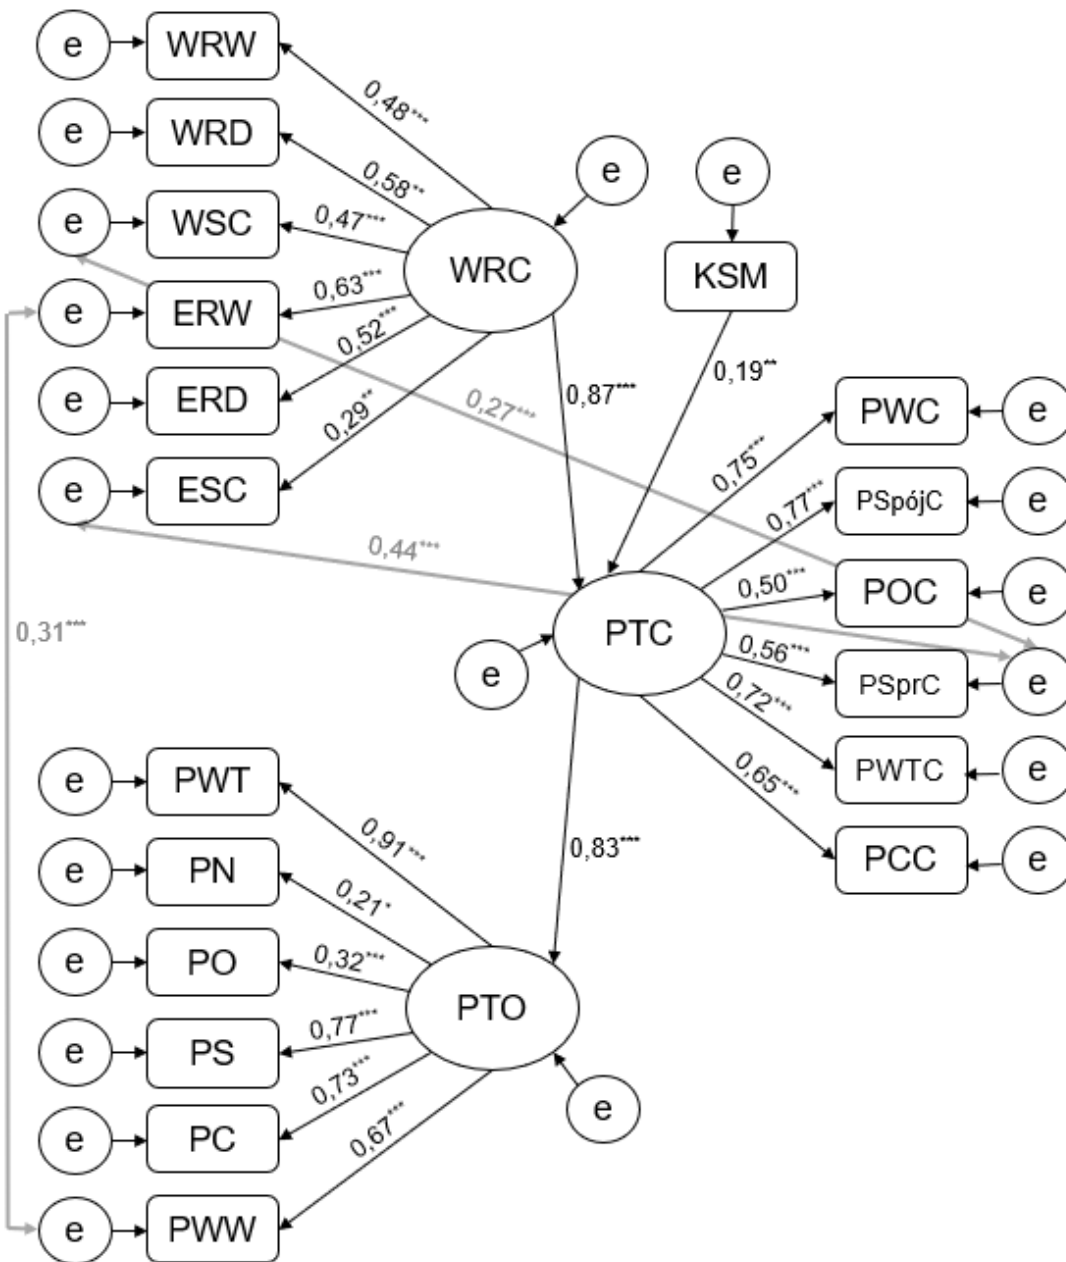 e
WRW
0,48***
e
WRD
0,58**
e
WSC
0,47***
e
ERW
0,63***
e
ERD
0,52***
e
ESC
0,29**
WRC
e
e
KSM
0,87***
0,19**
0,27***
0,44***
0,31***
PTC
e
0,75***
PWC
e
0,77***
PSpójC
e
0,50***
POC
e
0,56***
PSprC
e
0,72***
PWTC
e
0,65***
PCC
e
0,83***
e
PWT
0,91***
e
PN
0,21*
e
PO
0,32***
e
PS
0,77***
e
PC
0,73***
e
PWW
0,67***
PTO
e